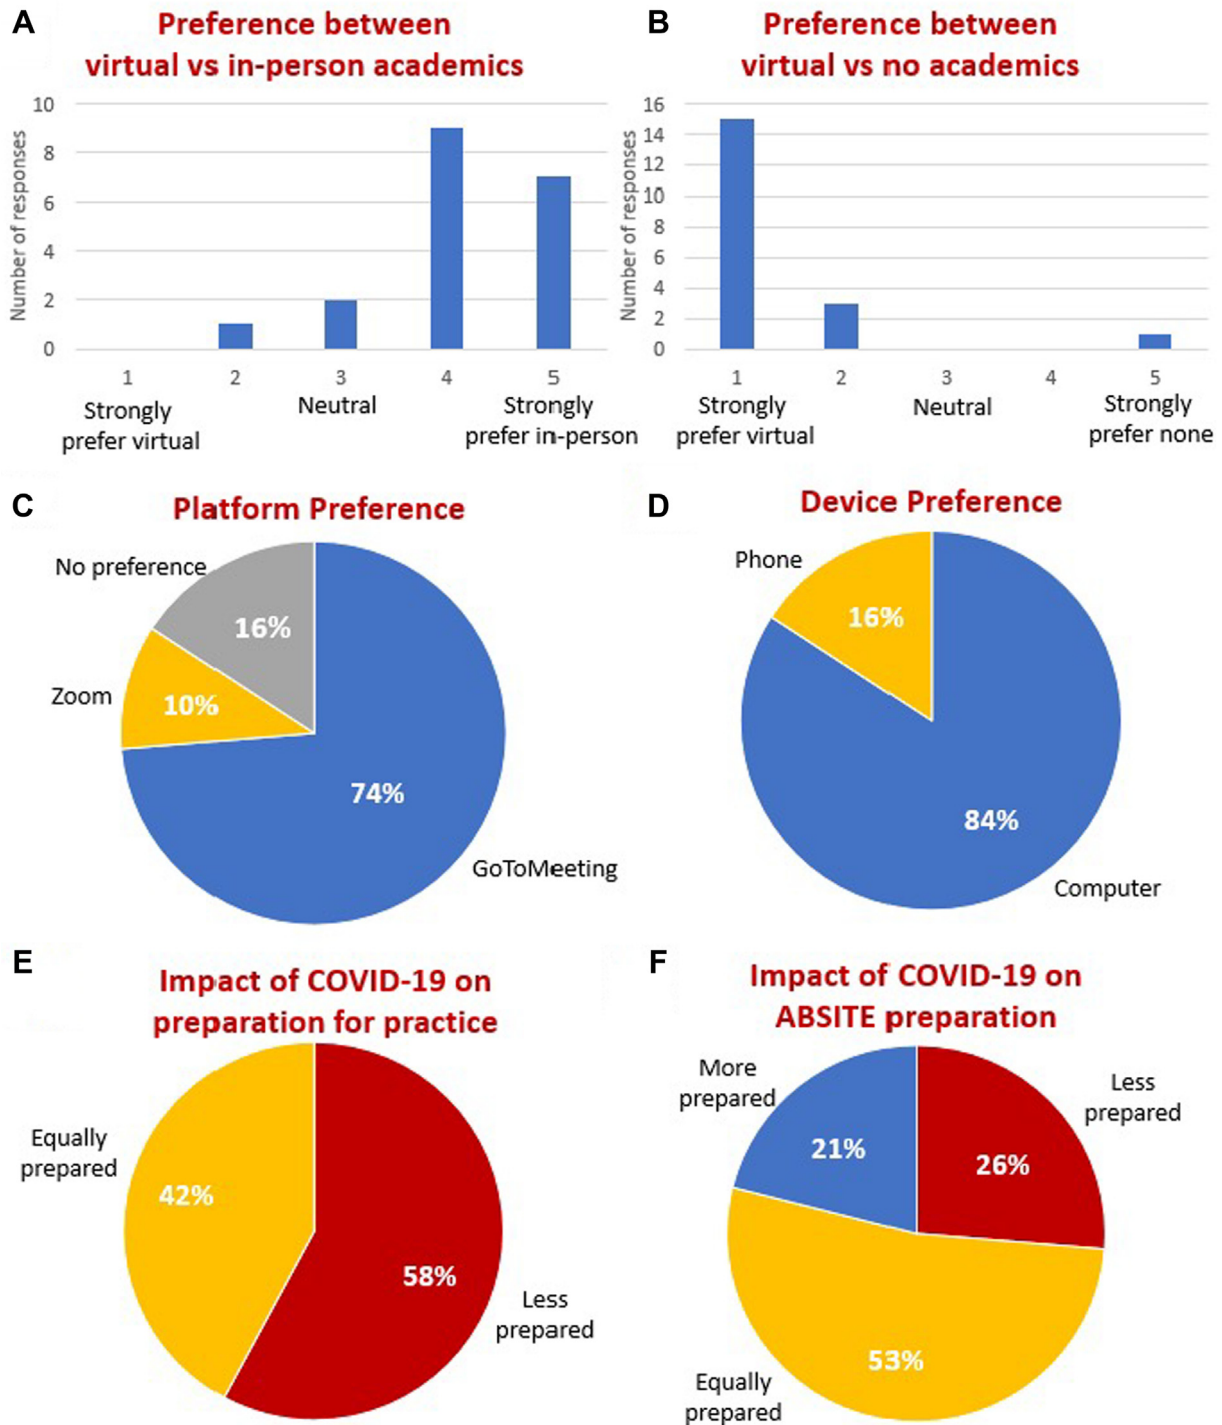 A
Preference between
virtual vs in-person academics
Number of responses
10
8
6
4
2
0
1
2
3
4
5
Strongly
prefer virtual
Neutral
Strongly
prefer in-person
B
Preference between
virtual vs no academics
Number of responses
16
14
12
10
8
6
4
2
0
1
2
3
4
5
Strongly
prefer virtual
Neutral
Strongly
prefer none
C
Platform Preference
No preference
16%
Zoom
10%
74%
GoToMeeting
D
Device Preference
Phone
16%
84%
Computer
E
Impact of COVID-19 on
preparation for practice
Equally
prepared
42%
58%
Less
prepared
F
Impact of COVID-19 on
ABSITE preparation
More
prepared
21%
Less
prepared
26%
53%
Equally
prepared